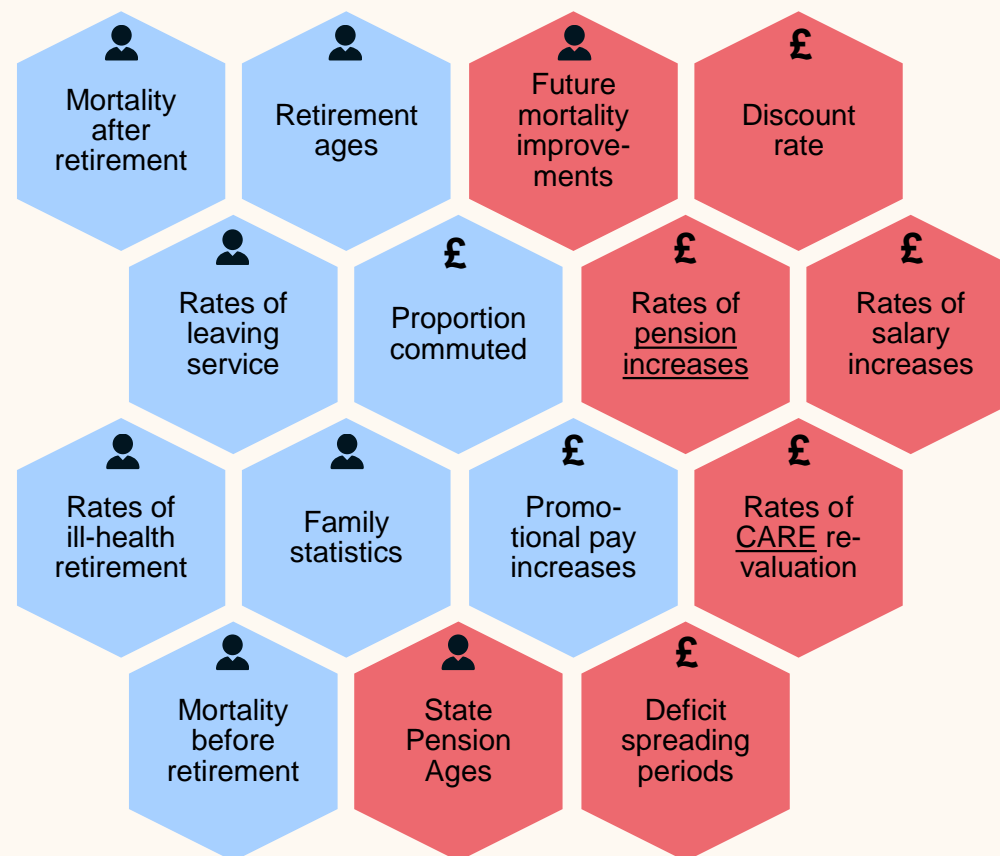 Mortality
after
retirement
Retirement
ages
£
Future
mortality
improve-
ments
Discount
rate
£
Rates of
leaving
service
£
Proportion
commuted
£
Rates of
pension
increases
£
Rates of
salary
increases
Rates of
ill-health
retirement
Family
statistics
£
Promo-
tional pay
increases
£
Rates of
CARE re-
valuation
Mortality
before
retirement
State
Pension
Ages
£
Deficit
spreading
periods